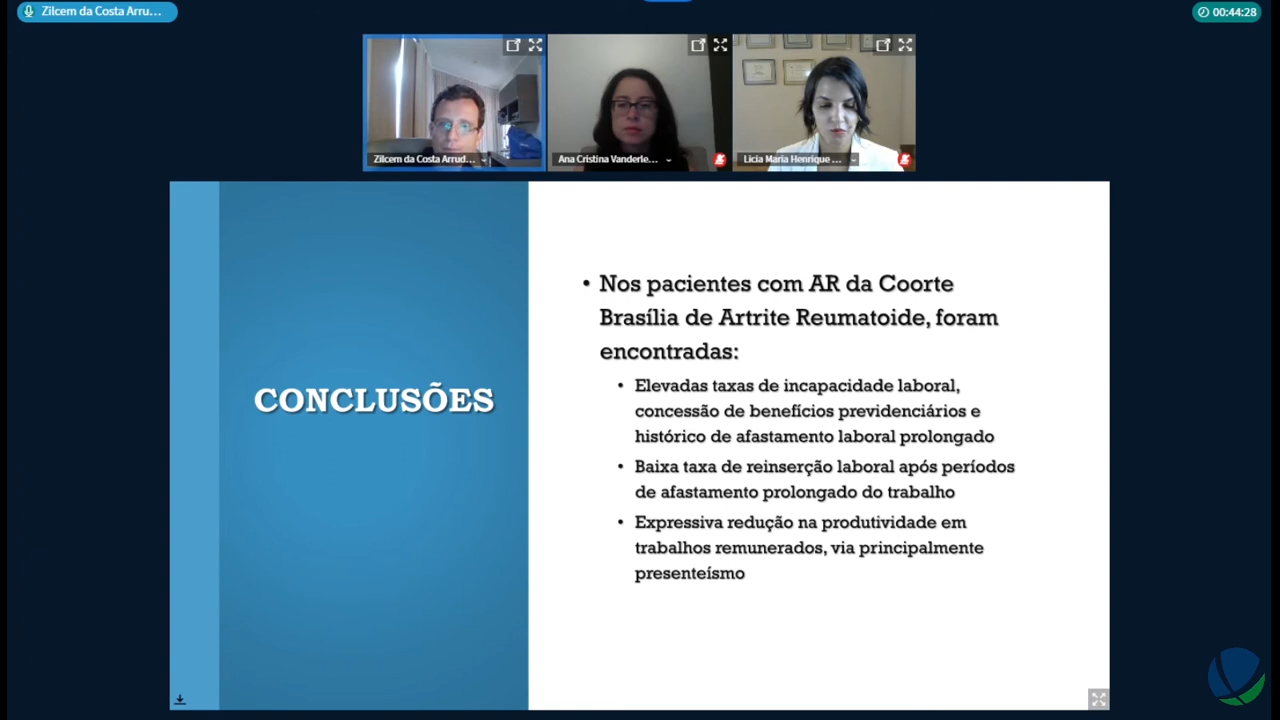 Zilcem da Costa Arru...
00:44:28
Zilcem da Costa Arrud...
Ana Cristina Vanderle...
Licia Maria Henrique ...
CONCLUSÕES
• Nos pacientes com AR da Coorte
Brasília de Artrite Reumatoide, foram
encontradas:
• Elevadas taxas de incapacidade laboral,
concessão de benefícios previdenciários e
histórico de afastamento laboral prolongado
• Baixa taxa de reinserção laboral após períodos
de afastamento prolongado do trabalho
• Expressiva redução na produtividade em
trabalhos remunerados, via principalmente
presenteísmo